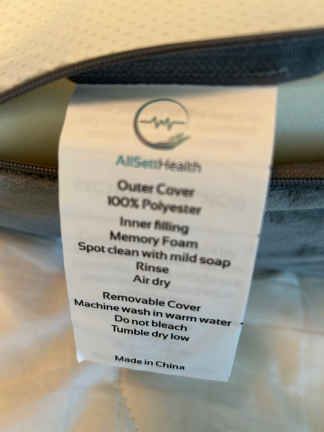 AllSettHealth
Outer Cover
100% Polyester
Inner filling
Memory Foam
Spot clean with mild soap
Rinse
Air dry
Removable Cover
Machine wash in warm water
Do not bleach
Tumble dry low
Made in China